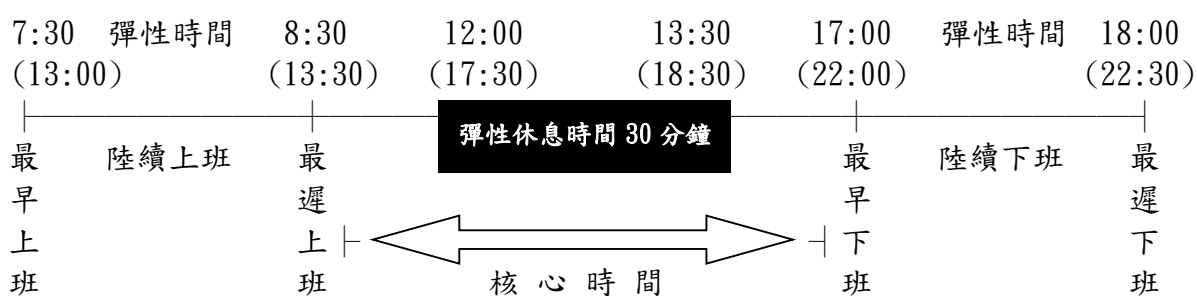 7:30 彈性時間 8:30 12:00 13:30 17:00 彈性時間 18:00
(13:00) (13:30) (17:30) (18:30) (22:00) (22:30)
彈性休息時間 30 分鐘
最早上班
陸續上班
最遲上班
核心時間
最早下班
陸續下班
最遲下班